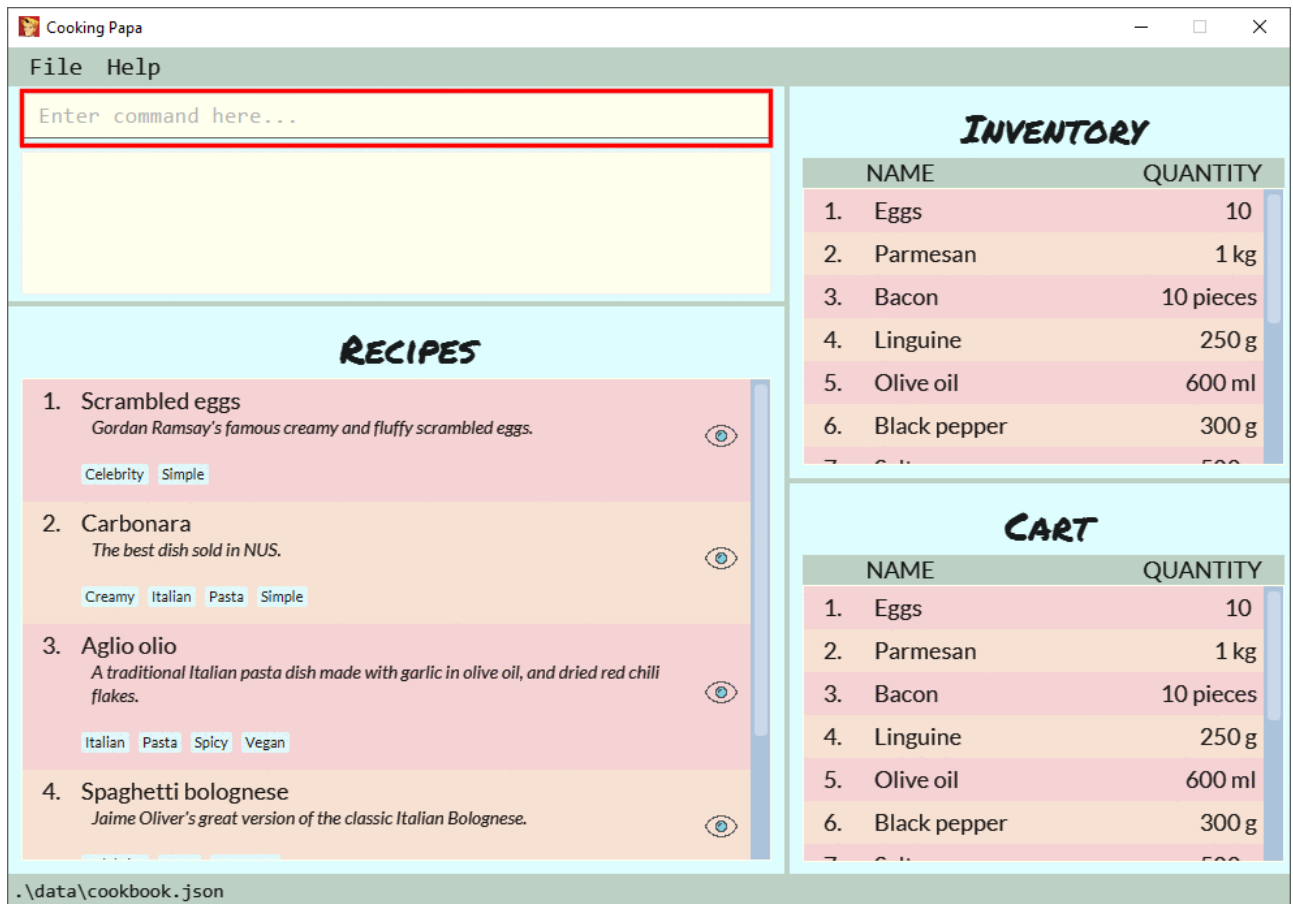 Cooking Papa
File Help
Enter command here...
RECIPES
1. Scrambled eggs
Gordan Ramsay's famous creamy and fluffy scrambled eggs.
Celebrity Simple
2. Carbonara
The best dish sold in NUS.
Creamy Italian Pasta Simple
3. Aglio olio
A traditional Italian pasta dish made with garlic in olive oil, and dried red chili
flakes.
Italian Pasta Spicy Vegan
4. Spaghetti bolognese
Jaime Oliver's great version of the classic Italian Bolognese.
INVENTORY
NAME QUANTITY
1. Eggs 10
2. Parmesan 1 kg
3. Bacon 10 pieces
4. Linguine 250 g
5. Olive oil 600 ml
6. Black pepper 300 g
CART
NAME QUANTITY
1. Eggs 10
2. Parmesan 1 kg
3. Bacon 10 pieces
4. Linguine 250 g
5. Olive oil 600 ml
6. Black pepper 300 g
.\data\cookbook.json